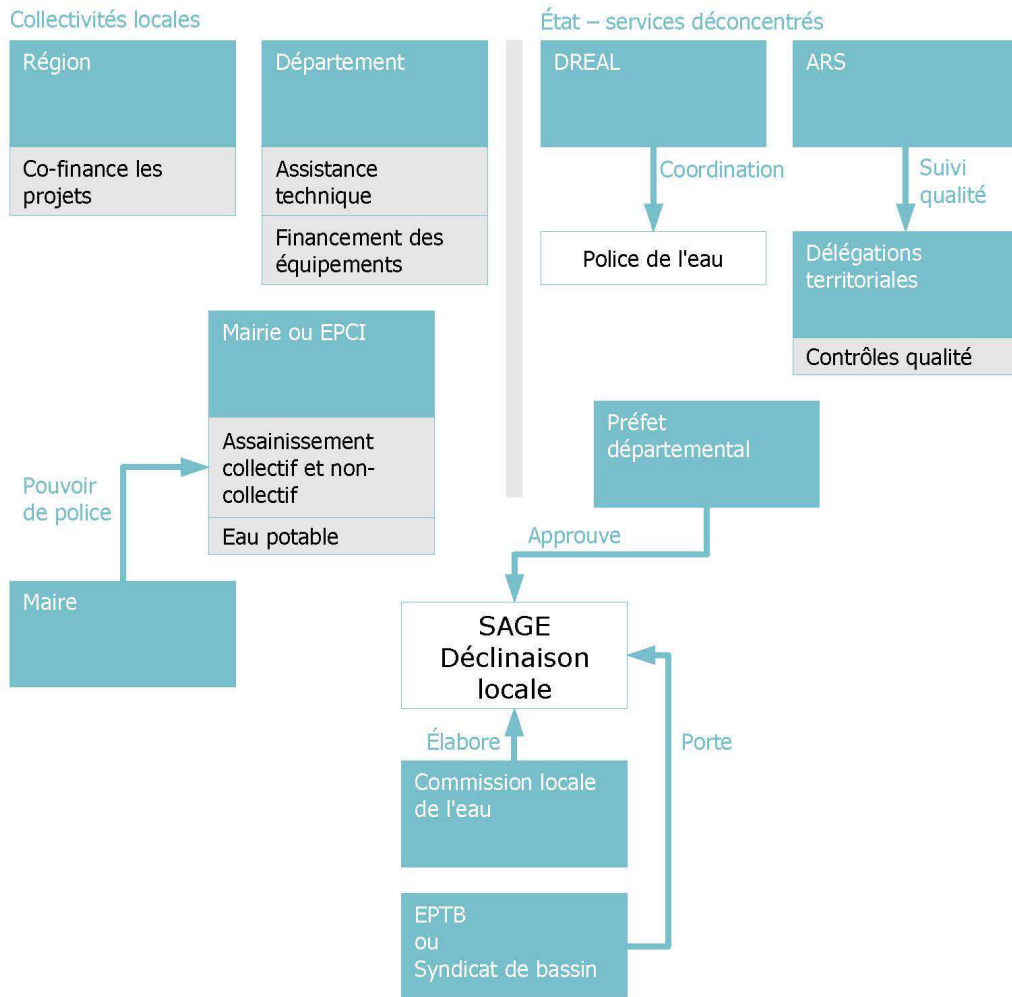 Collectivités locales
Région
Co-finance les
projets
Département
Assistance
technique
Financement des
équipements
Mairie ou EPCI
Assainissement
collectif et non-
collectif
Eau potable
Pouvoir
de police
Maire
État – services déconcentrés
DREAL
Coordination
Police de l'eau
ARS
Suivi
qualité
Délégations
territoriales
Contrôles qualité
Préfet
départemental
Approuve
SAGE
Déclinaison
locale
Élabore
Porte
Commission locale
de l'eau
EPTB
ou
Syndicat de bassin